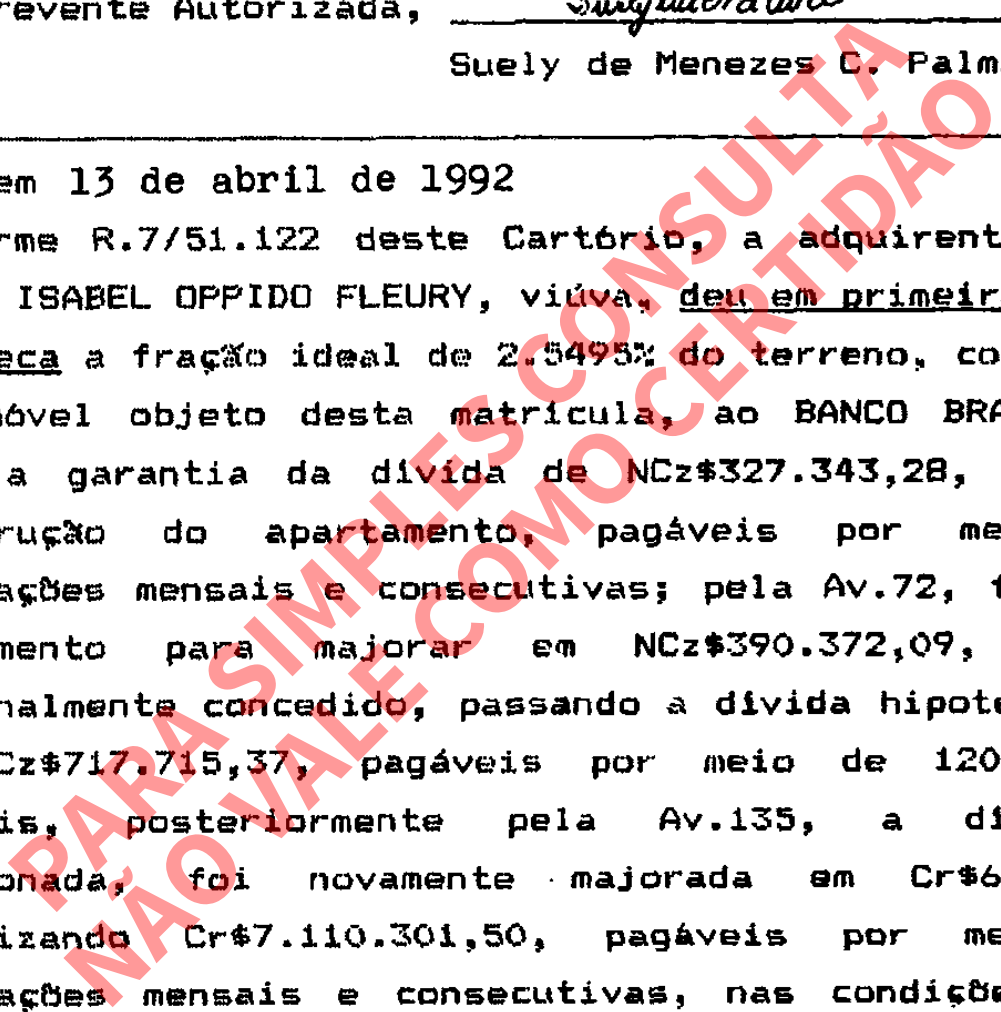 revente Autorizada,
Suely de Menezes C. Palm
em 13 de abril de 1992
rme R.7/51.122 deste Cartório, a adquirent
ISABEL OPPIDO FLEURY, viúva, deu em primeir
eca a fração ideal de 2.5495% do terreno, co
óvel objeto desta matrícula, ao BANCO BRA
a garantia da dívida de NCz$327.343,28,
rução do apartamento, pagáveis por me
ações mensais e consecutivas; pela Av.72, f
mento para majorar em NCz$390.372,09,
nalmente concedido, passando a dívida hipote
Cz$717.715,37, pagáveis por meio de 120
is, posteriormente pela Av.135, a di
onada, foi novamente majorada em Cr$6
izando Cr$7.110.301,50, pagáveis por me
ações mensais e consecutivas, nas condiçõe
PARA SIMPLES CONSULTA
NÃO VALE COMO CERTIDÃO